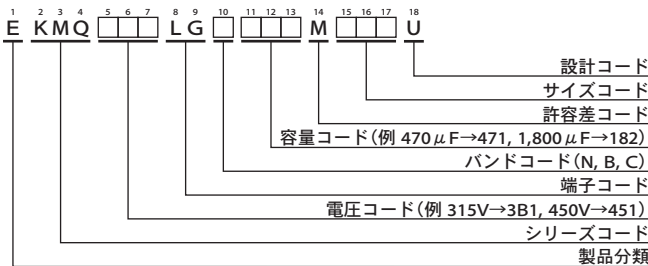 1 2 3 4 5 6 7 8 9 10 11 12 13 14 15 16 17 18
E KMQ □□□ LG □ □□□ M □□□ U
設計コード
サイズコード
許容差コード
容量コード(例 470μF→471, 1,800μF→182)
バンドコード(N, B, C)
端子コード
電圧コード(例 315V→3B1, 450V→451)
シリーズコード
製品分類